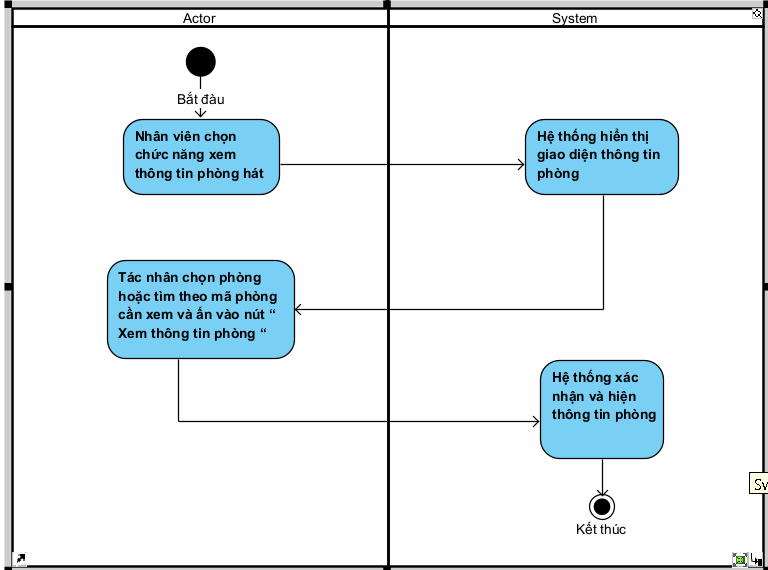 Actor
System
Bắt đàu
Nhân viên chọn
chức năng xem
thông tin phòng hát
Hệ thống hiển thị
giao diện thông tin
phòng
Tác nhân chọn phòng
hoặc tìm theo mã phòng
cần xem và ấn vào nút “
Xem thông tin phòng “
Hệ thống xác
nhận và hiện
thông tin phòng
Kết thúc